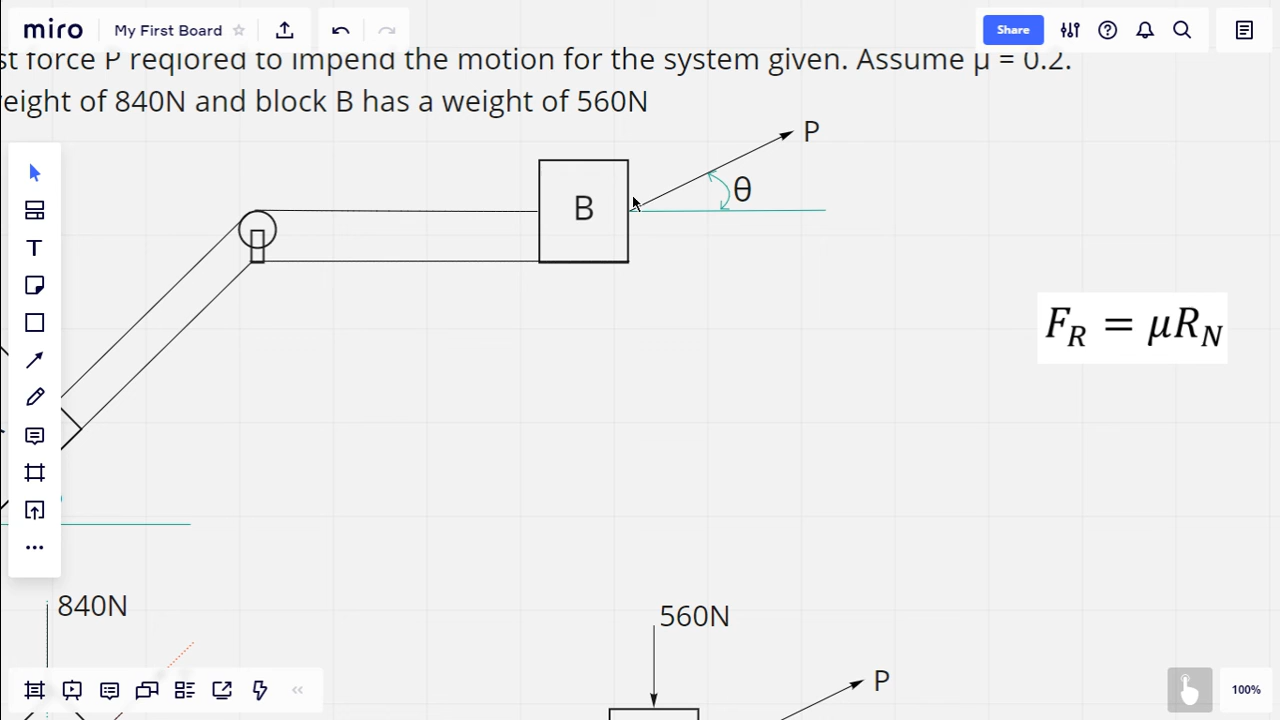 miro
My First Board
Share
st force P reqiored to impend the motion for the system given. Assume μ = 0.2.
eight of 840N and block B has a weight of 560N
P
B
θ
T
F_R = μR_N
840N
560N
P
100%